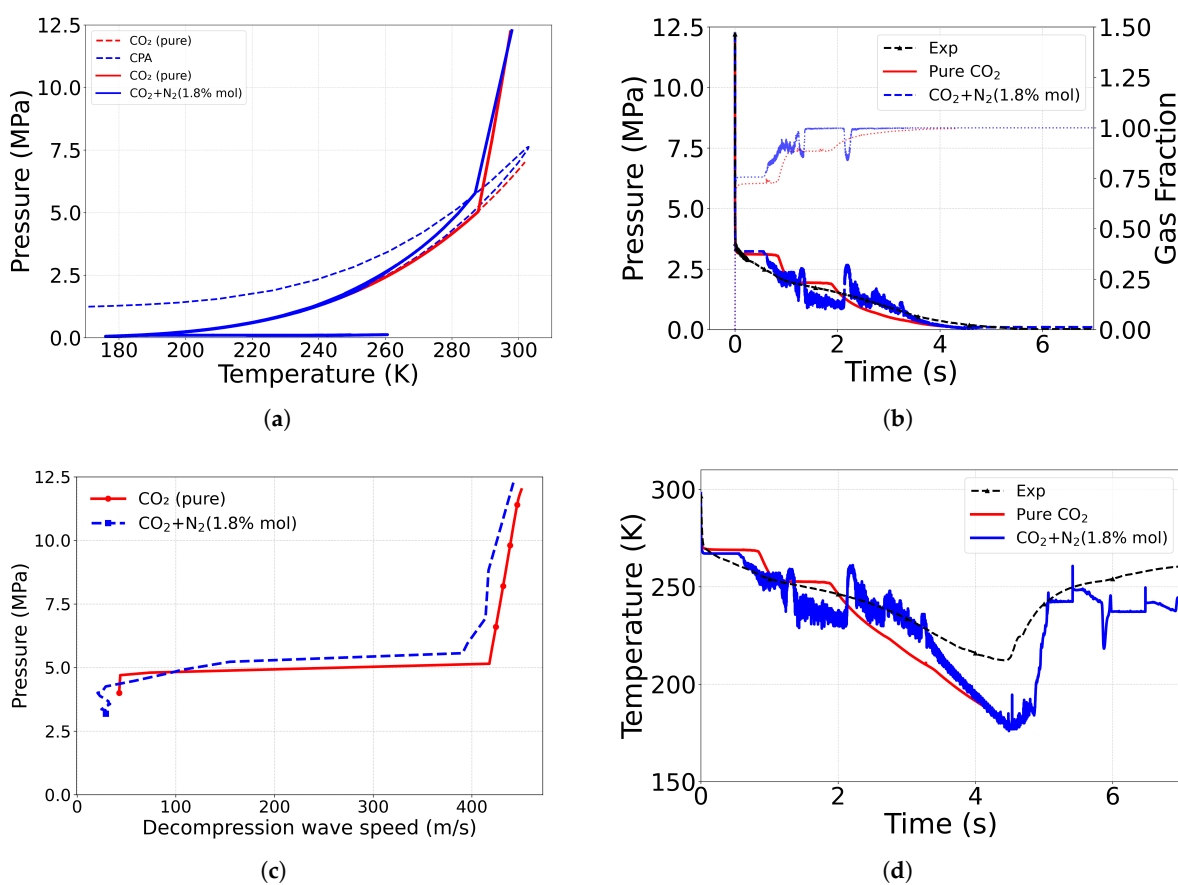 12.5
10.0
7.5
5.0
2.5
0.0
Pressure (MPa)
CO₂ (pure)
CPA
CO₂ (pure)
CO₂+N₂(1.8% mol)
180 200 220 240 260 280 300
Temperature (K)
(a)
12.5
10.0
7.5
5.0
2.5
0.0
Pressure (MPa)
Exp
Pure CO₂
CO₂+N₂(1.8% mol)
1.50
1.25
1.00
0.75
0.50
0.25
0.00
Gas Fraction
0 2 4 6
Time (s)
(b)
12.5
10.0
7.5
5.0
2.5
0.0
Pressure (MPa)
CO₂ (pure)
CO₂+N₂(1.8% mol)
0 100 200 300 400
Decompression wave speed (m/s)
(c)
300
250
200
150
Temperature (K)
Exp
Pure CO₂
CO₂+N₂(1.8% mol)
0 2 4 6
Time (s)
(d)